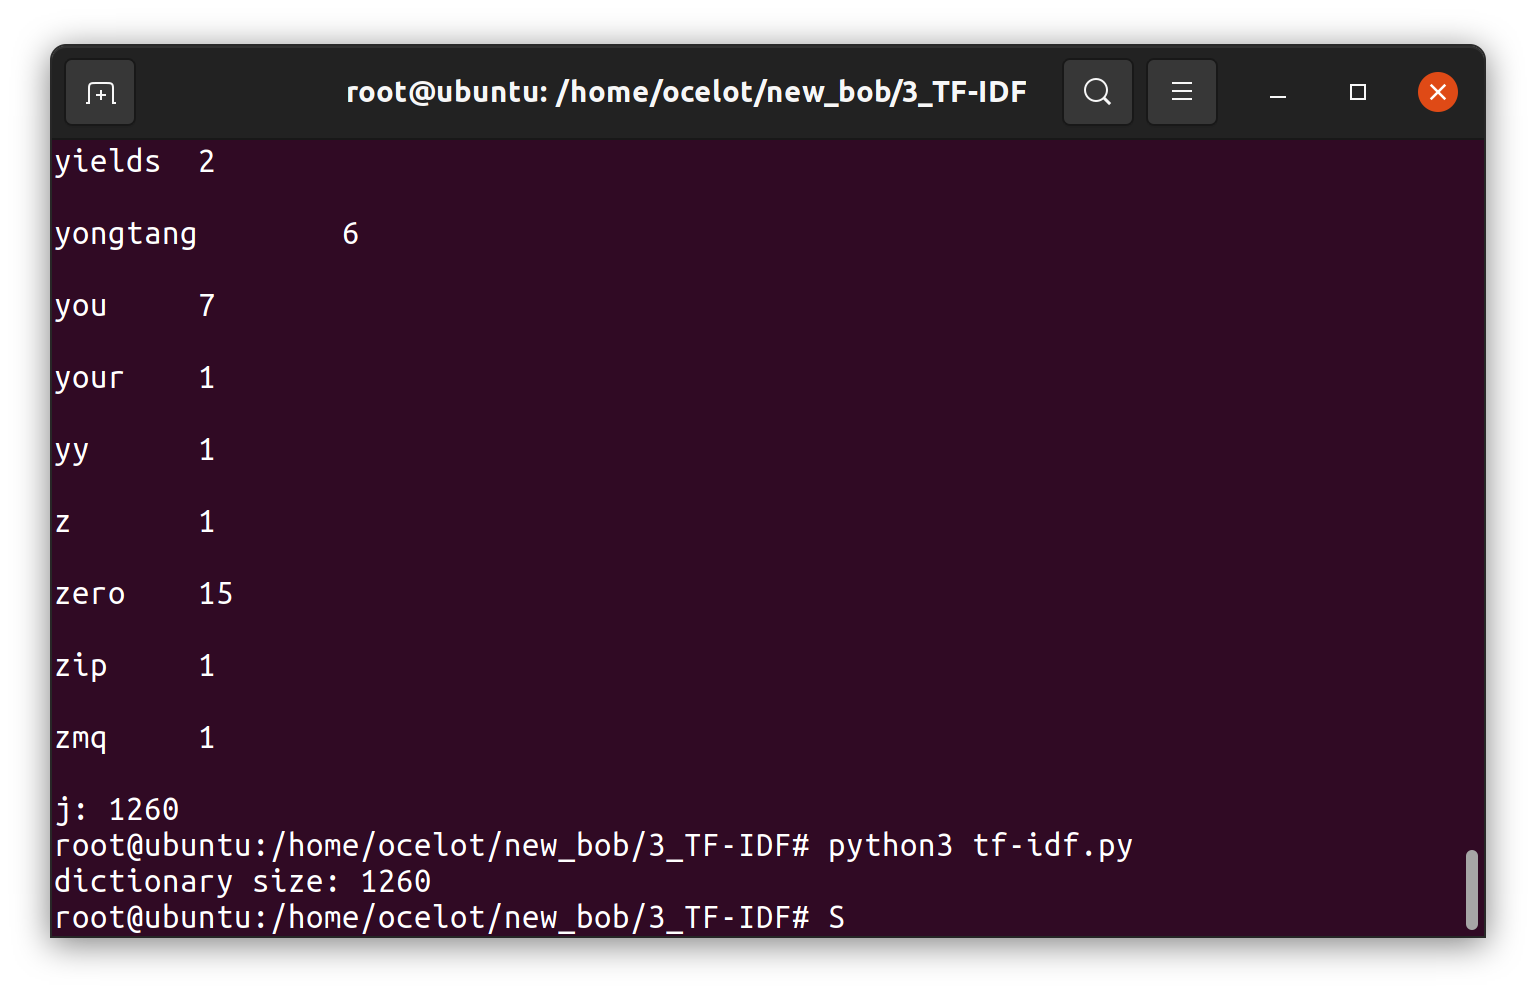 root@ubuntu: /home/ocelot/new_bob/3_TF-IDF
yields 2
yongtang 6
you 7
your 1
yy 1
z 1
zero 15
zip 1
zmq 1
j: 1260
root@ubuntu:/home/ocelot/new_bob/3_TF-IDF# python3 tf-idf.py
dictionary size: 1260
root@ubuntu:/home/ocelot/new_bob/3_TF-IDF# S